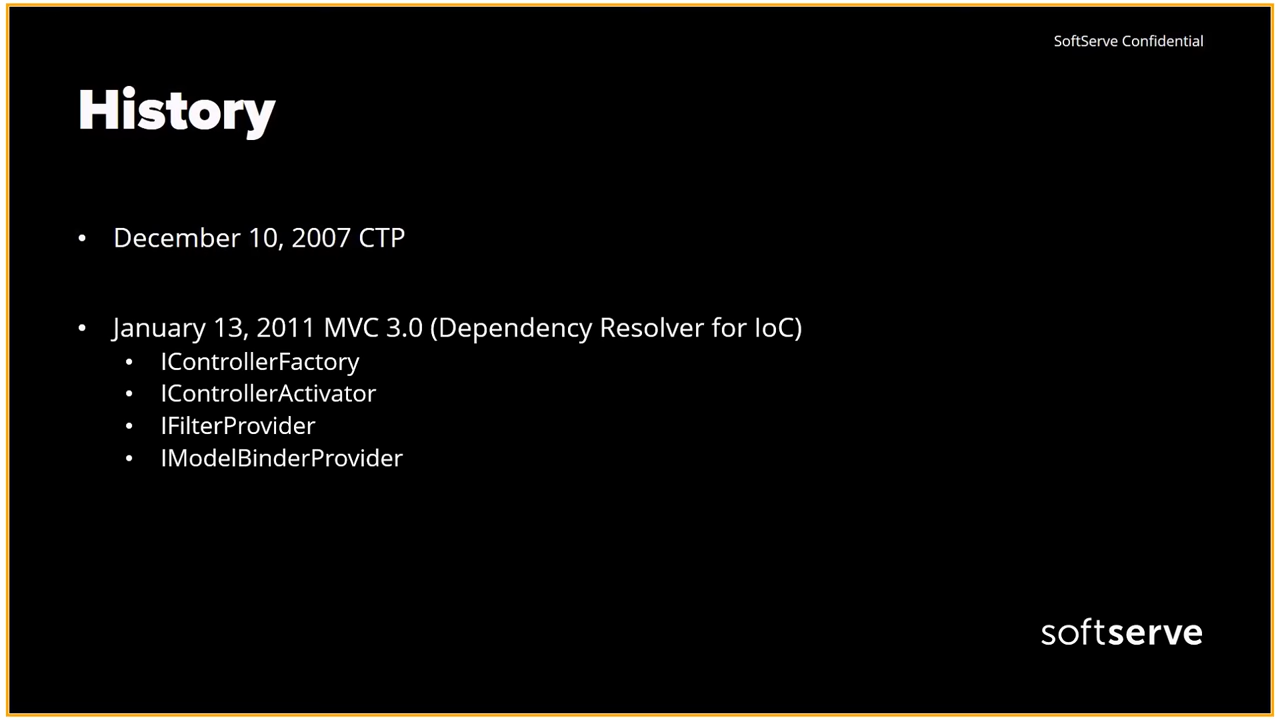 SoftServe Confidential
History
• December 10, 2007 CTP
• January 13, 2011 MVC 3.0 (Dependency Resolver for IoC)
• IControllerFactory
• IControllerActivator
• IFilterProvider
• IModelBinderProvider
softserve